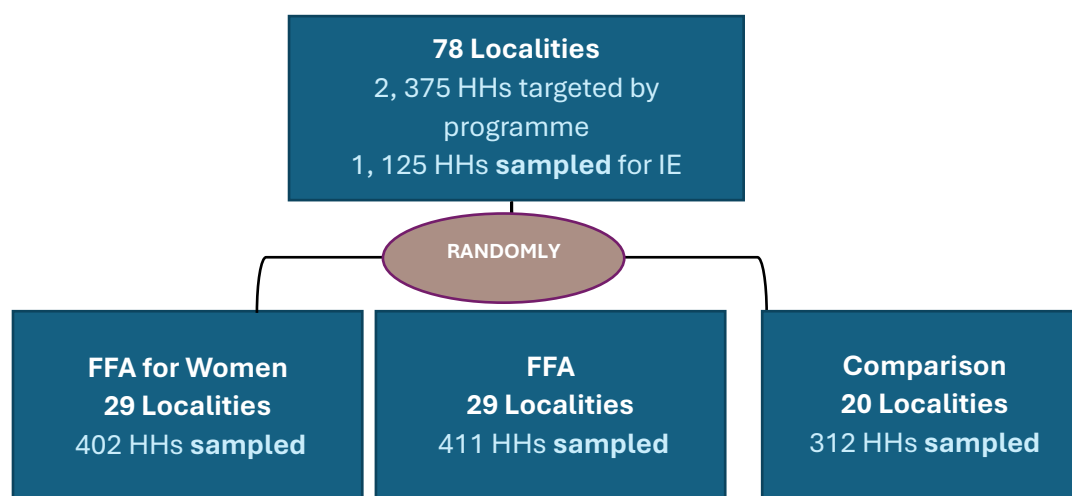 78 Localities
2, 375 HHs targeted by
programme
1, 125 HHs sampled for IE
RANDOMLY
FFA for Women
29 Localities
402 HHs sampled
FFA
29 Localities
411 HHs sampled
Comparison
20 Localities
312 HHs sampled